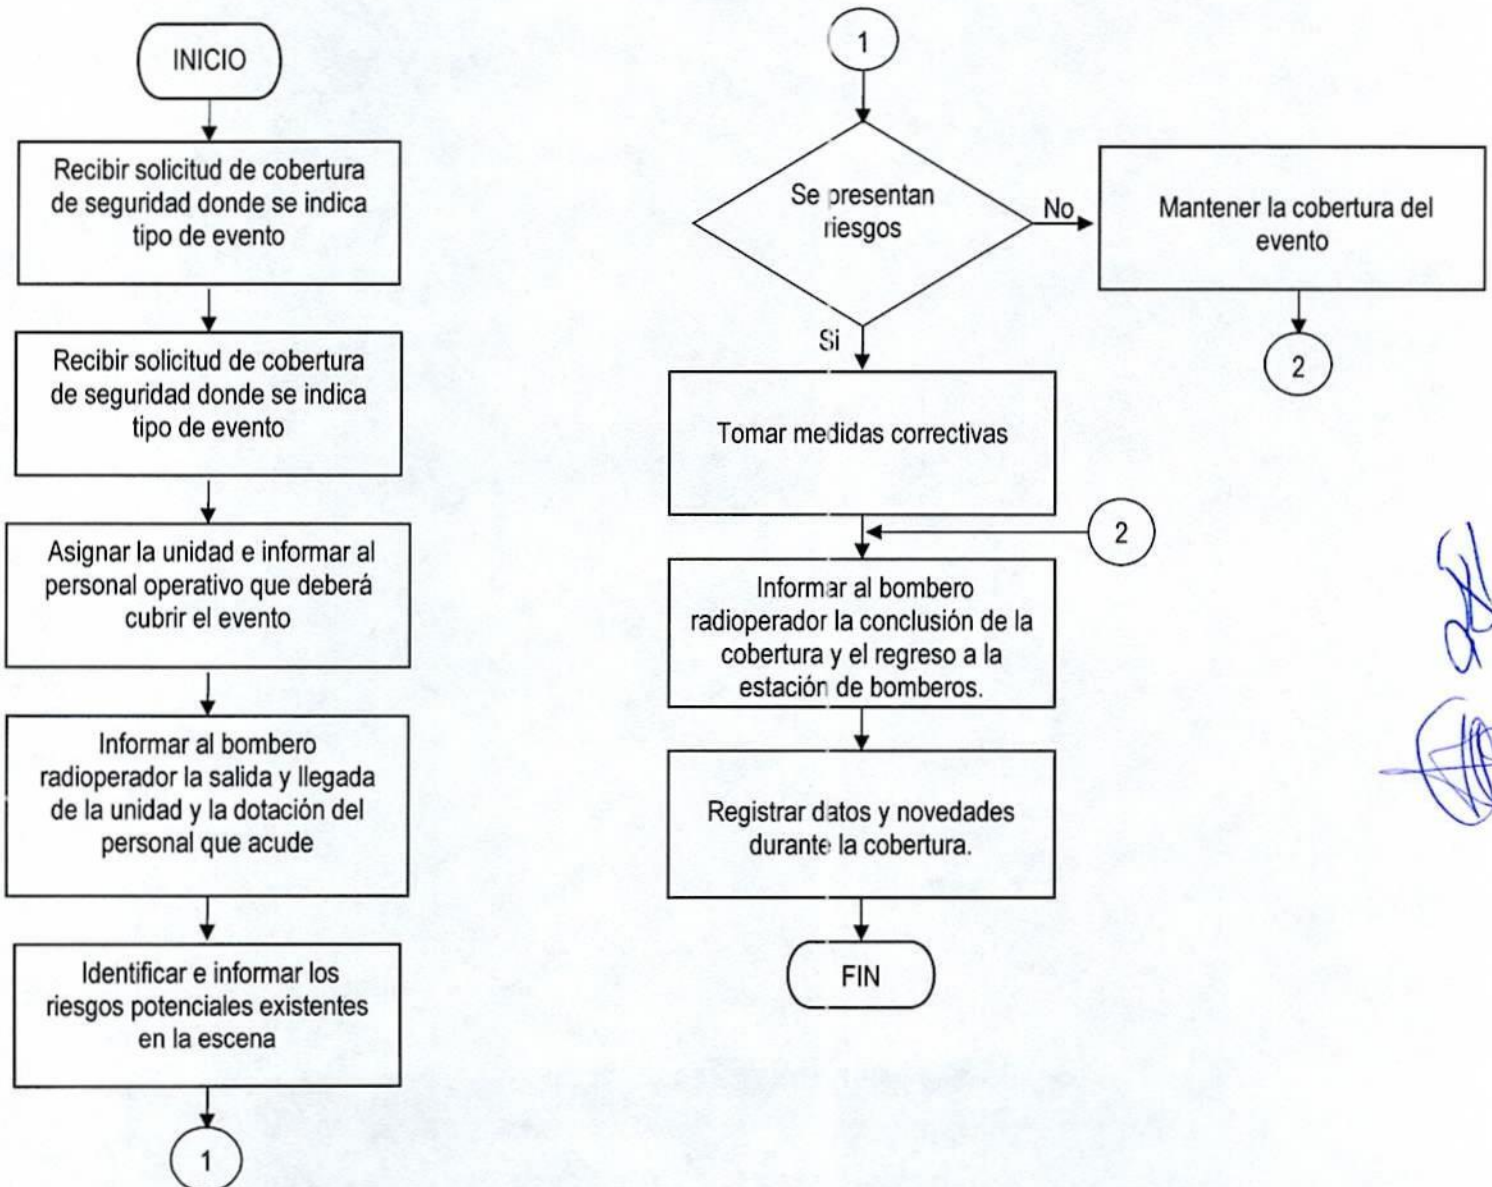 INICIO
Recibir solicitud de cobertura
de seguridad donde se indica
tipo de evento
Recibir solicitud de cobertura
de seguridad donde se indica
tipo de evento
Asignar la unidad e informar al
personal operativo que deberá
cubrir el evento
Informar al bombero
radioperador la salida y llegada
de la unidad y la dotación del
personal que acude
Identificar e informar los
riesgos potenciales existentes
en la escena
1
1
Se presentan
riesgos
No
Mantener la cobertura del
evento
2
Si
Tomar medidas correctivas
2
Informar al bombero
radioperador la conclusión de la
cobertura y el regreso a la
estación de bomberos.
Registrar datos y novedades
durante la cobertura.
FIN